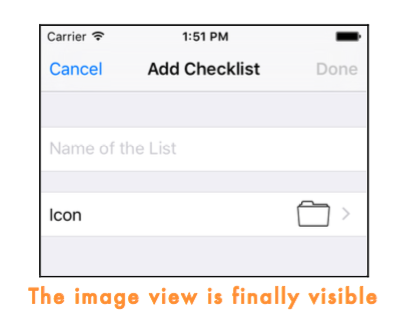 Carrier 1:51 PM
Cancel Add Checklist Done
Name of the List
Icon
The image view is finally visible